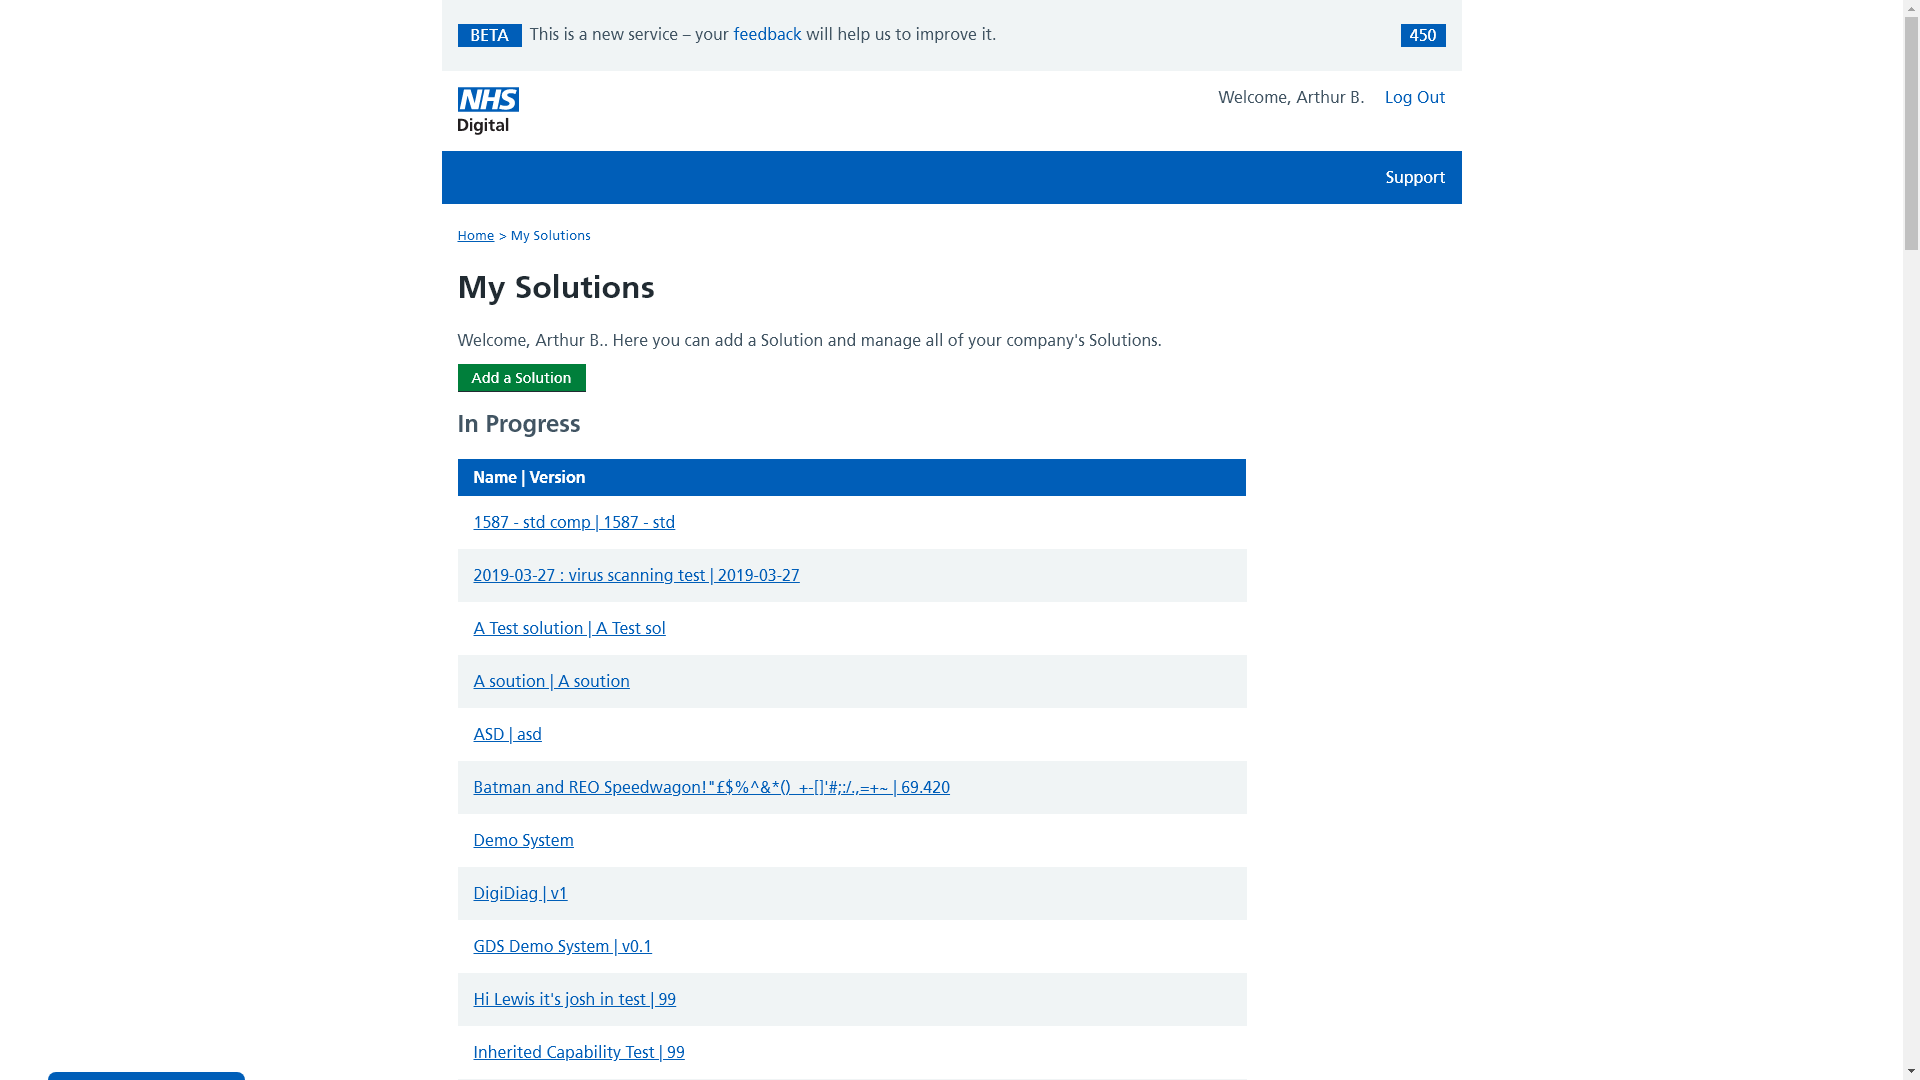 BETA This is a new service – your feedback will help us to improve it. 450
NHS
Digital
Welcome, Arthur B. Log Out
Support
Home > My Solutions
My Solutions
Welcome, Arthur B.. Here you can add a Solution and manage all of your company's Solutions.
Add a Solution
In Progress
Name | Version
1587 - std comp | 1587 - std
2019-03-27 : virus scanning test | 2019-03-27
A Test solution | A Test sol
A soution | A soution
ASD | asd
Batman and REO Speedwagon!"£$%^&*()_+-[]'#;:/.,=+~ | 69.420
Demo System
DigiDiag | v1
GDS Demo System | v0.1
Hi Lewis it's josh in test | 99
Inherited Capability Test | 99